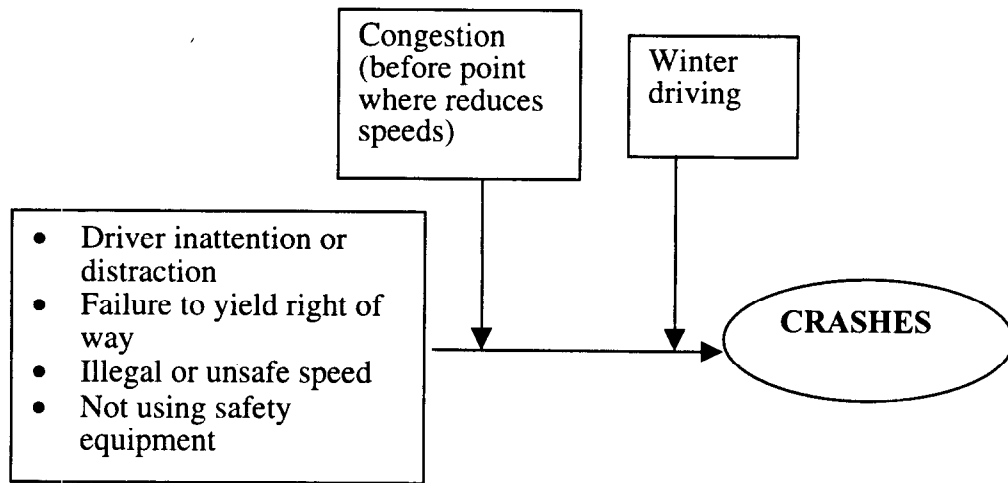 Congestion
(before point
where reduces
speeds)
Winter
driving
• Driver inattention or
distraction
• Failure to yield right of
way
• Illegal or unsafe speed
• Not using safety
equipment
CRASHES